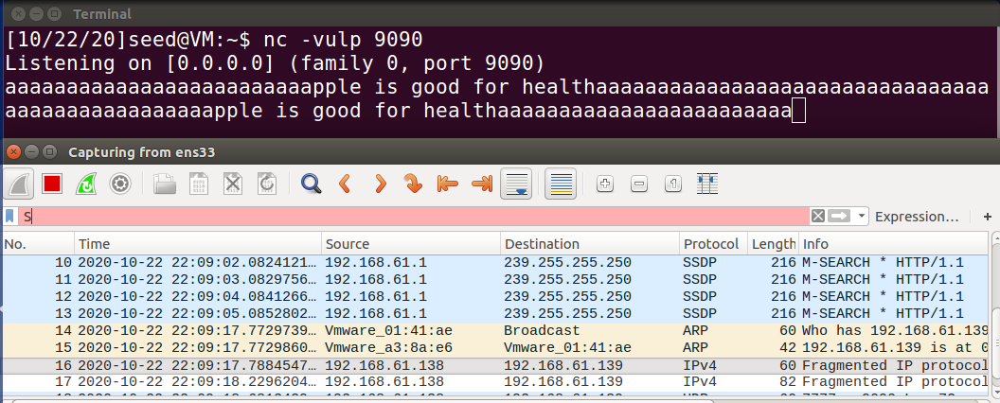 Terminal
[10/22/20]seed@VM:~$ nc -vulp 9090
Listening on [0.0.0.0] (family 0, port 9090)
aaaaaaaaaaaaaaaaaaaaaaaaapple is good for healthaaaaaaaaaaaaaaaaaaaaaaaaaaaaaaaa
aaaaaaaaaaaaaaaaapple is good for healthaaaaaaaaaaaaaaaaaaaaaaaa
Capturing from ens33
S Expression… +
No. Time Source Destination Protocol Length Info
10 2020-10-22 22:09:02.0824121… 192.168.61.1 239.255.255.250 SSDP 216 M-SEARCH * HTTP/1.1
11 2020-10-22 22:09:03.0829756… 192.168.61.1 239.255.255.250 SSDP 216 M-SEARCH * HTTP/1.1
12 2020-10-22 22:09:04.0841266… 192.168.61.1 239.255.255.250 SSDP 216 M-SEARCH * HTTP/1.1
13 2020-10-22 22:09:05.0852802… 192.168.61.1 239.255.255.250 SSDP 216 M-SEARCH * HTTP/1.1
14 2020-10-22 22:09:17.7729739… Vmware_01:41:ae Broadcast ARP 60 Who has 192.168.61.139
15 2020-10-22 22:09:17.7729860… Vmware_a3:8a:e6 Vmware_01:41:ae ARP 42 192.168.61.139 is at 0
16 2020-10-22 22:09:17.7884547… 192.168.61.138 192.168.61.139 IPv4 60 Fragmented IP protocol
17 2020-10-22 22:09:18.2296204… 192.168.61.138 192.168.61.139 IPv4 82 Fragmented IP protocol